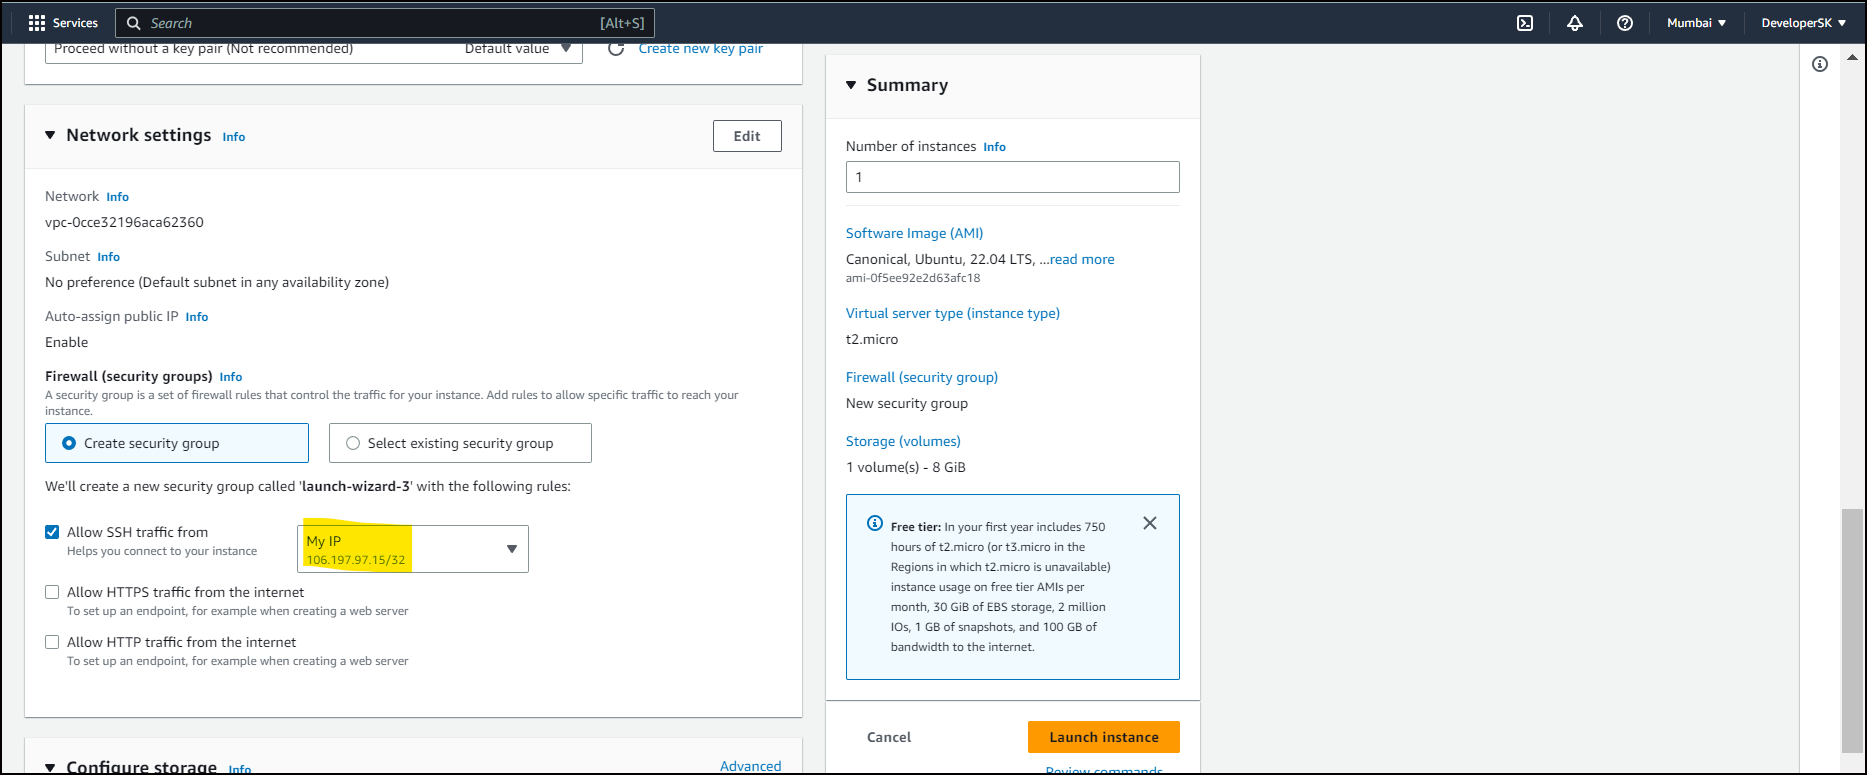 Services
Search
[Alt+S]
Mumbai
DeveloperSK
Proceed without a key pair (Not recommended)
Default value
Create new key pair
Network settings Info
Edit
Network Info
vpc-0cce32196aca62360
Subnet Info
No preference (Default subnet in any availability zone)
Auto-assign public IP Info
Enable
Firewall (security groups) Info
A security group is a set of firewall rules that control the traffic for your instance. Add rules to allow specific traffic to reach your
instance.
Create security group
Select existing security group
We'll create a new security group called 'launch-wizard-3' with the following rules:
Allow SSH traffic from
Helps you connect to your instance
My IP
106.197.97.15/32
Allow HTTPS traffic from the internet
To set up an endpoint, for example when creating a web server
Allow HTTP traffic from the internet
To set up an endpoint, for example when creating a web server
Configure storage Info
Advanced
Summary
Number of instances Info
1
Software Image (AMI)
Canonical, Ubuntu, 22.04 LTS, ...read more
ami-0f5ee92e2d63afc18
Virtual server type (instance type)
t2.micro
Firewall (security group)
New security group
Storage (volumes)
1 volume(s) - 8 GiB
Free tier: In your first year includes 750
hours of t2.micro (or t3.micro in the
Regions in which t2.micro is unavailable)
instance usage on free tier AMIs per
month, 30 GiB of EBS storage, 2 million
IOs, 1 GB of snapshots, and 100 GB of
bandwidth to the internet.
Cancel
Launch instance
Review commands